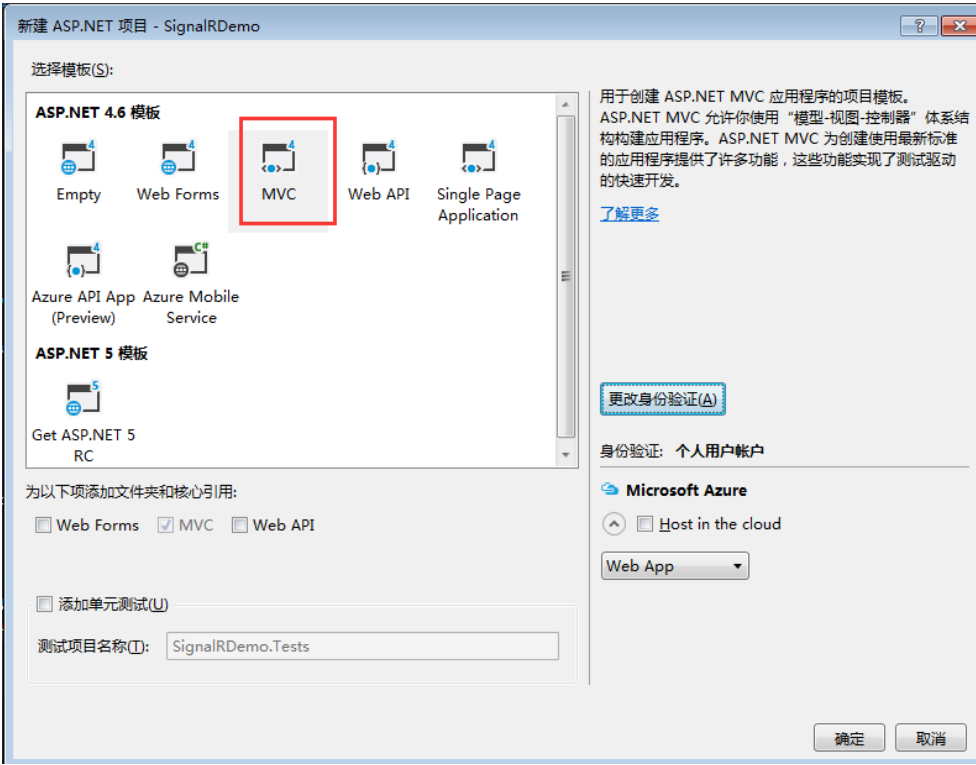 新建 ASP.NET 项目 - SignalRDemo
选择模板(S):
ASP.NET 4.6 模板
Empty
Web Forms
MVC
Web API
Single Page
Application
Azure API App
(Preview)
Azure Mobile
Service
ASP.NET 5 模板
Get ASP.NET 5
RC
用于创建 ASP.NET MVC 应用程序的项目模板。
ASP.NET MVC 允许你使用“模型-视图-控制器”体系结
构构建应用程序。ASP.NET MVC 为创建使用最新标准
的应用程序提供了许多功能，这些功能实现了测试驱动
的快速开发。
了解更多
更改身份验证(A)
身份验证: 个人用户帐户
Microsoft Azure
Host in the cloud
Web App
为以下项添加文件夹和核心引用:
Web Forms
MVC
Web API
添加单元测试(U)
测试项目名称(T):
SignalRDemo.Tests
确定
取消